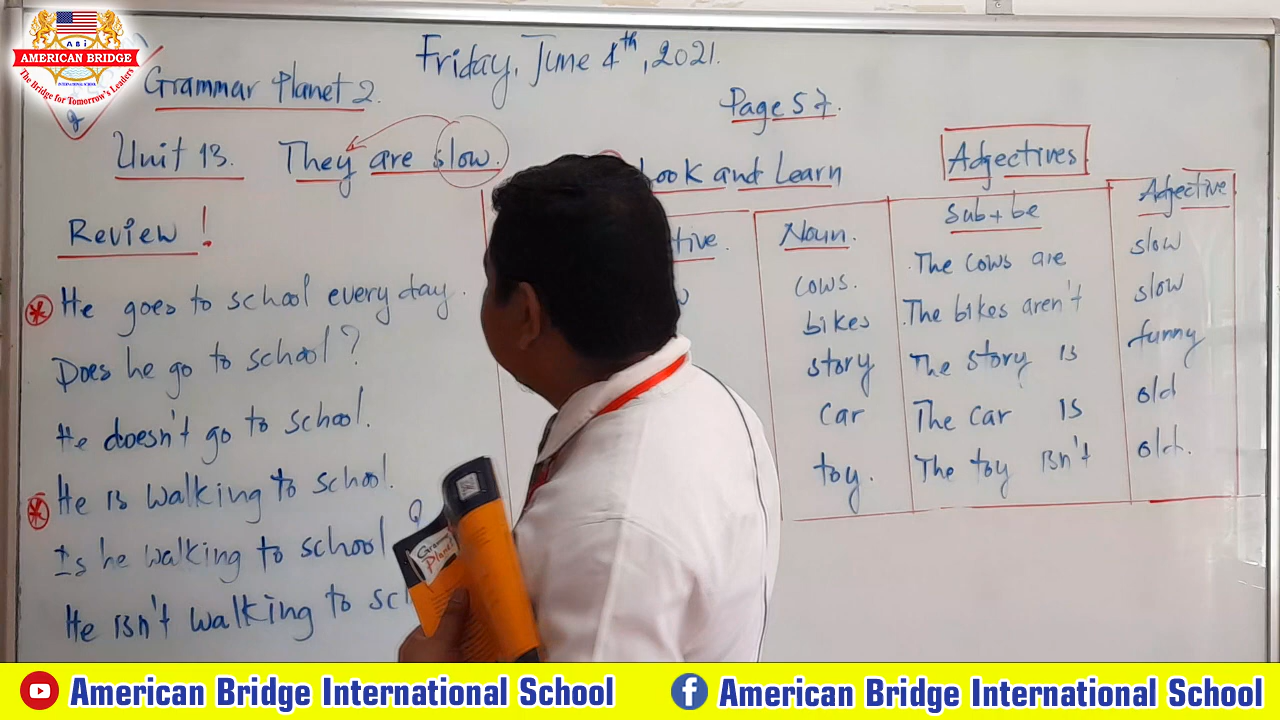 ABi
AMERICAN BRIDGE
INTERNATIONAL SCHOOL
The Bridge for Tomorrow's Leaders
Friday, June 4th, 2021.
Grammar Planet 2.
Page 57.
Unit 13. They are slow.
Look and Learn
Adjectives
Review!
He goes to school every day.
Does he go to school?
He doesn't go to school.
He is walking to school.
Is he walking to school
He isn't walking to
Noun. Sub + be Adjective
cows. The cows are slow
bikes The bikes aren't slow
story The story is funny
car The car is old
toy. The toy isn't old.
Grammar
Planet
American Bridge International School
American Bridge International School